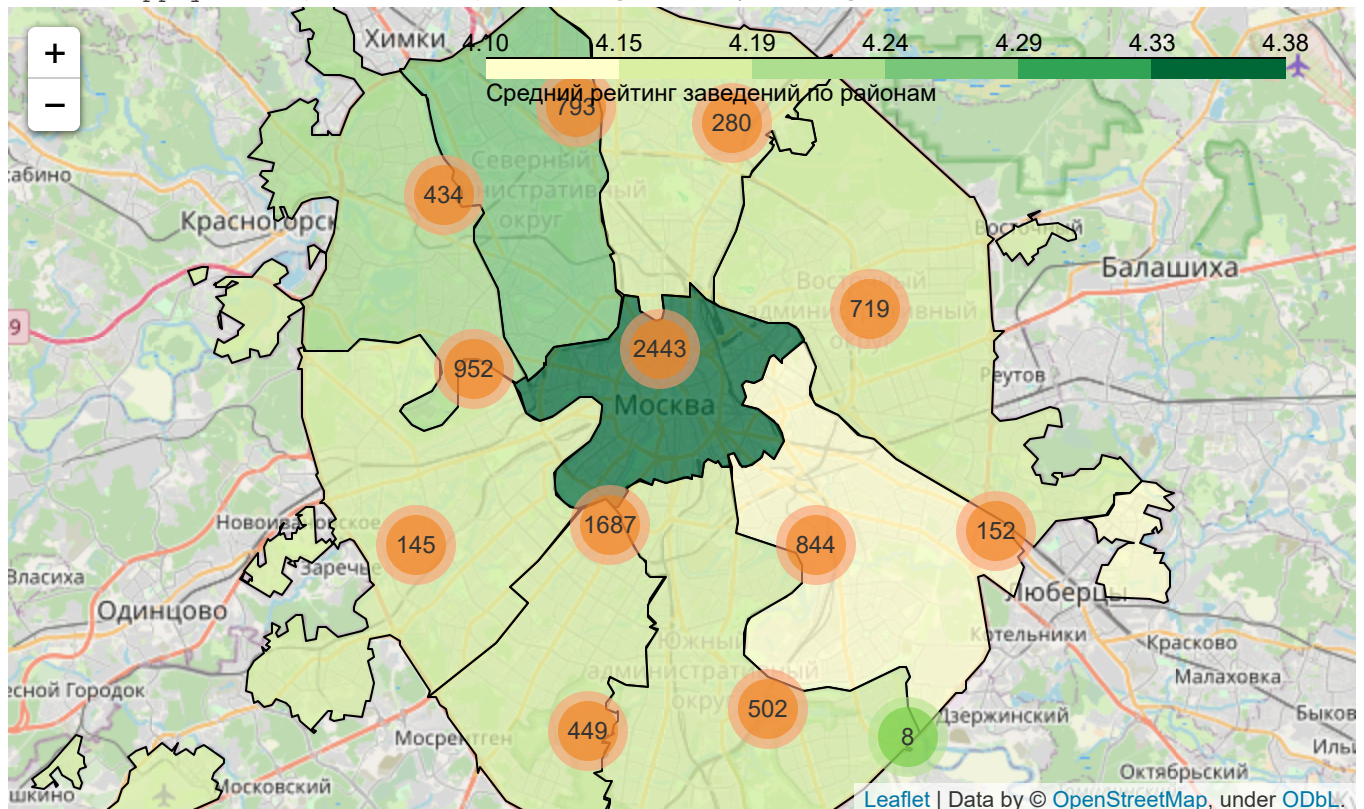 +
−
Химки
4.10 4.15 4.19 4.24 4.29 4.33 4.38
Средний рейтинг заведений по районам
793
280
Северный
434
округ
Красногорск
Восточный
Балашиха
Восточный
административный
719
9
2443
952
Реутов
Москва
1687
152
145
844
Новоивановское
Заречье
Власиха
Люберцы
Одинцово
Котельники
Красково
Южный
административный
округ
Малаховка
502
449
8
Дзержинский
Мосрентген
Октябрьский
Московский
Leaflet | Data by © OpenStreetMap, under ODbL.